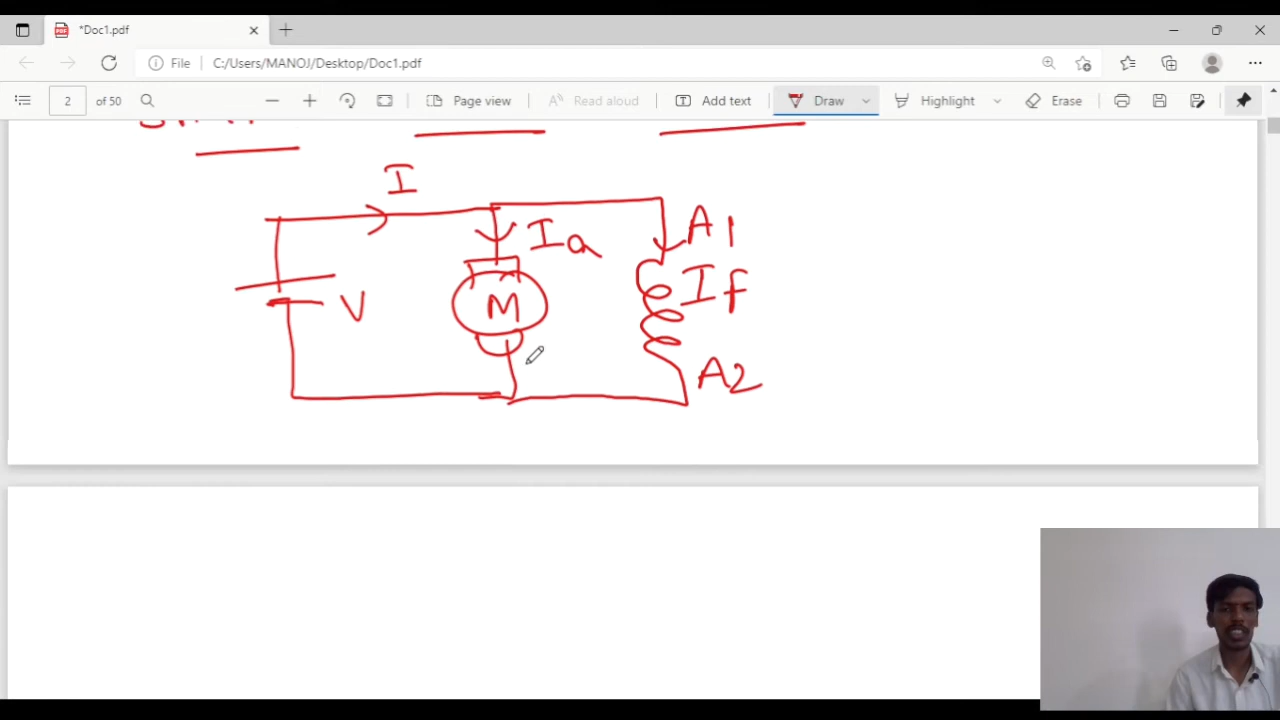 *Doc1.pdf
File C:/Users/MANOJ/Desktop/Doc1.pdf
2 of 50 Page view Read aloud Add text Draw Highlight Erase
I
Ia
A1
If
M
V
A2